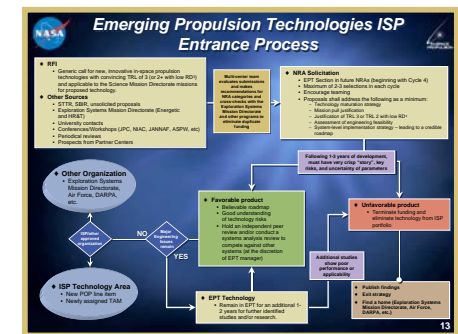 NASA
Emerging Propulsion Technologies ISP
Entrance Process
♦ RFI
• Generic call for new, innovative in-space propulsion
technologies with convincing TRL of 3 (or 2+ with low RD³)
and applicable to the Science Mission Directorate missions
for proposed technology.
♦ Other Sources
• STTR, SBIR, unsolicited proposals
• Exploration Systems Mission Directorate (Energetic
and HR&T)
• University contacts
• Conferences/Workshops (JPC, NIAC, JANNAF, ASPW, etc)
• Periodical reviews
• Prospects from Partner Centers
Multi-center team
evaluates submissions
and makes
recommendations for
NRA categories and
cross-checks with the
Exploration Systems
Mission Directorate
and other programs to
eliminate duplicate
funding
♦ NRA Solicitation
• EPT Section in future NRAs (beginning with Cycle 4)
• Maximum of 2-3 selections in each cycle
• Encourage learning
• Proposals shall address the following as a minimum:
– Technology maturation strategy
– Mission pull justification
– Justification of TRL 3 or TRL 2 with low RD³
– Assessment of engineering feasibility
– System-level implementation strategy – leading to a credible
roadmap
Following 1-3 years of development,
must have very crisp "story", key
risks, and uncertainty of parameters
♦ Other Organization
• Exploration Systems
Mission Directorate,
Air Force, DARPA,
etc.
♦ Favorable product
• Believable roadmap
• Good understanding
of technology risks
• Hold an independent peer
review and/or conduct a
systems analysis review to
compete against other
systems (at the discretion
of EPT manager)
♦ Unfavorable product
• Terminate funding and
eliminate technology from ISP
portfolio
ISP/other
approved
organization
NO
Major
Engineering
Issues
remain
YES
♦ ISP Technology Area
• New POP line item
• Newly assigned TAM
♦ EPT Technology
• Remain in EPT for an additional 1-
2 years for further identified
studies and/or research.
Additional studies
show poor
performance or
applicability
♦ Publish findings
♦ Exit strategy
♦ Find a home (Exploration Systems
Mission Directorate, Air Force,
DARPA, etc.)
13